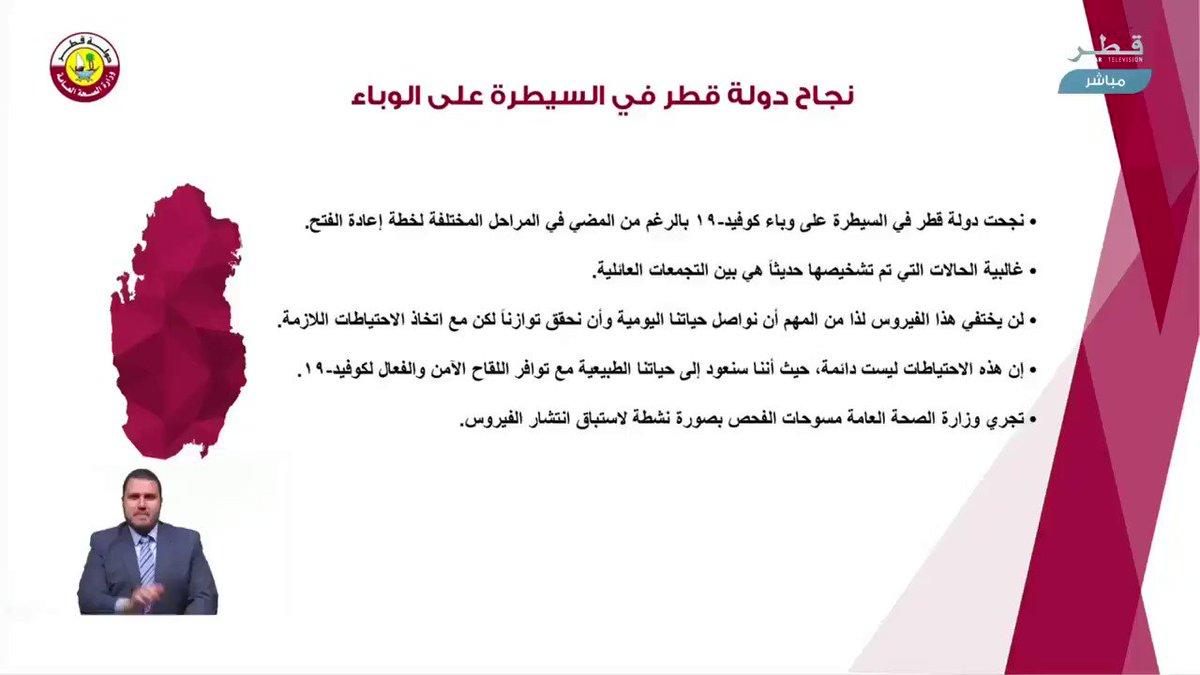 دولة قطر
وزارة الصحة العامة
قطر
TELEVISION
مباشر
نجاح دولة قطر في السيطرة على الوباء
• نجحت دولة قطر في السيطرة على وباء كوفيد-١٩ بالرغم من المضي في المراحل المختلفة لخطة إعادة الفتح.
• غالبية الحالات التي تم تشخيصها حديثاً هي بين التجمعات العائلية.
• لن يختفي هذا الفيروس لذا من المهم أن نواصل حياتنا اليومية وأن نحقق توازناً لكن مع اتخاذ الاحتياطات اللازمة.
• إن هذه الاحتياطات ليست دائمة، حيث أننا سنعود إلى حياتنا الطبيعية مع توافر اللقاح الآمن والفعال لكوفيد-١٩.
• تجري وزارة الصحة العامة مسوحات الفحص بصورة نشطة لاستباق انتشار الفيروس.